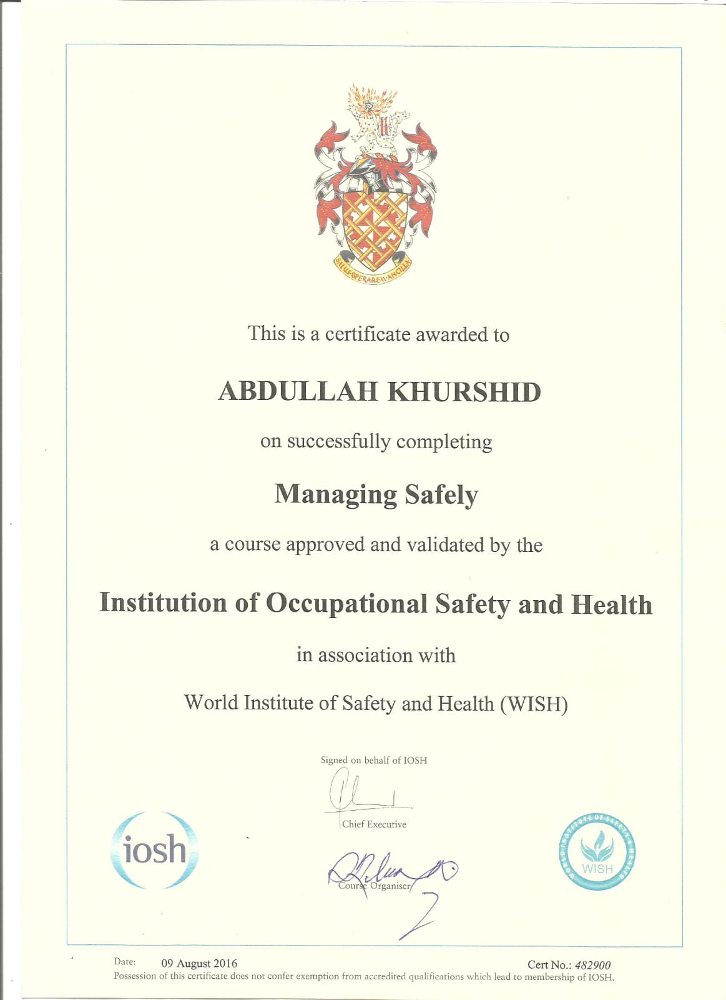 SALUS·OPERAREM·ANCILLA
This is a certificate awarded to
ABDULLAH KHURSHID
on successfully completing
Managing Safely
a course approved and validated by the
Institution of Occupational Safety and Health
in association with
World Institute of Safety and Health (WISH)
Signed on behalf of IOSH
Chief Executive
iosh
WORLD INSTITUTE OF SAFETY & HEALTH
WISH
Course Organiser
Date: 09 August 2016 Cert No.: 482900
Possession of this certificate does not confer exemption from accredited qualifications which lead to membership of IOSH.